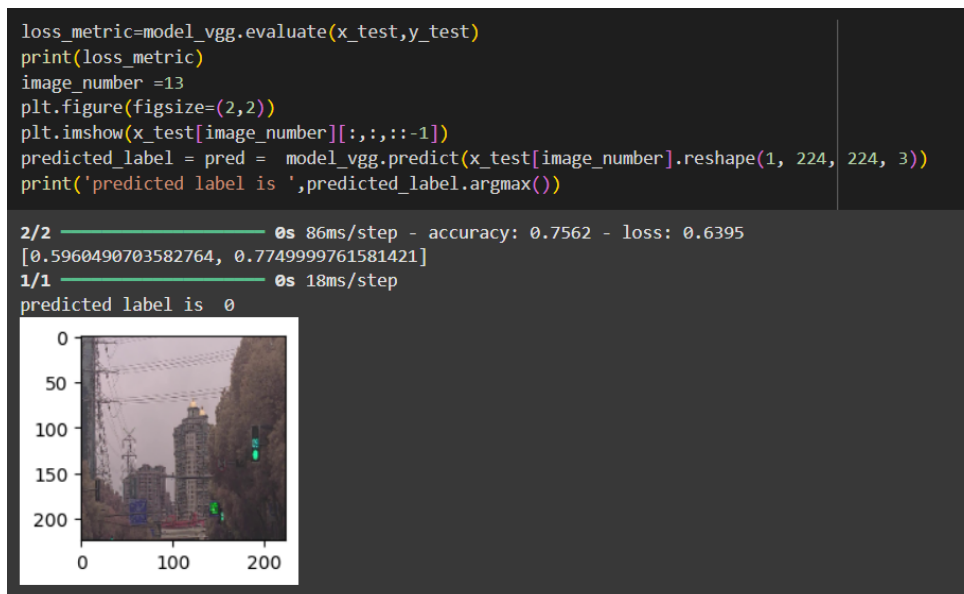 loss_metric=model_vgg.evaluate(x_test,y_test)
print(loss_metric)
image_number =13
plt.figure(figsize=(2,2))
plt.imshow(x_test[image_number][:,:,::-1])
predicted_label = pred =  model_vgg.predict(x_test[image_number].reshape(1, 224, 224, 3))
print('predicted label is ',predicted_label.argmax())
2/2 ━━━━━━━━━━━━━━━━━━━━ 0s 86ms/step - accuracy: 0.7562 - loss: 0.6395
[0.5960490703582764, 0.7749999761581421]
1/1 ━━━━━━━━━━━━━━━━━━━━ 0s 18ms/step
predicted label is  0
0
50
100
150
200
0 100 200